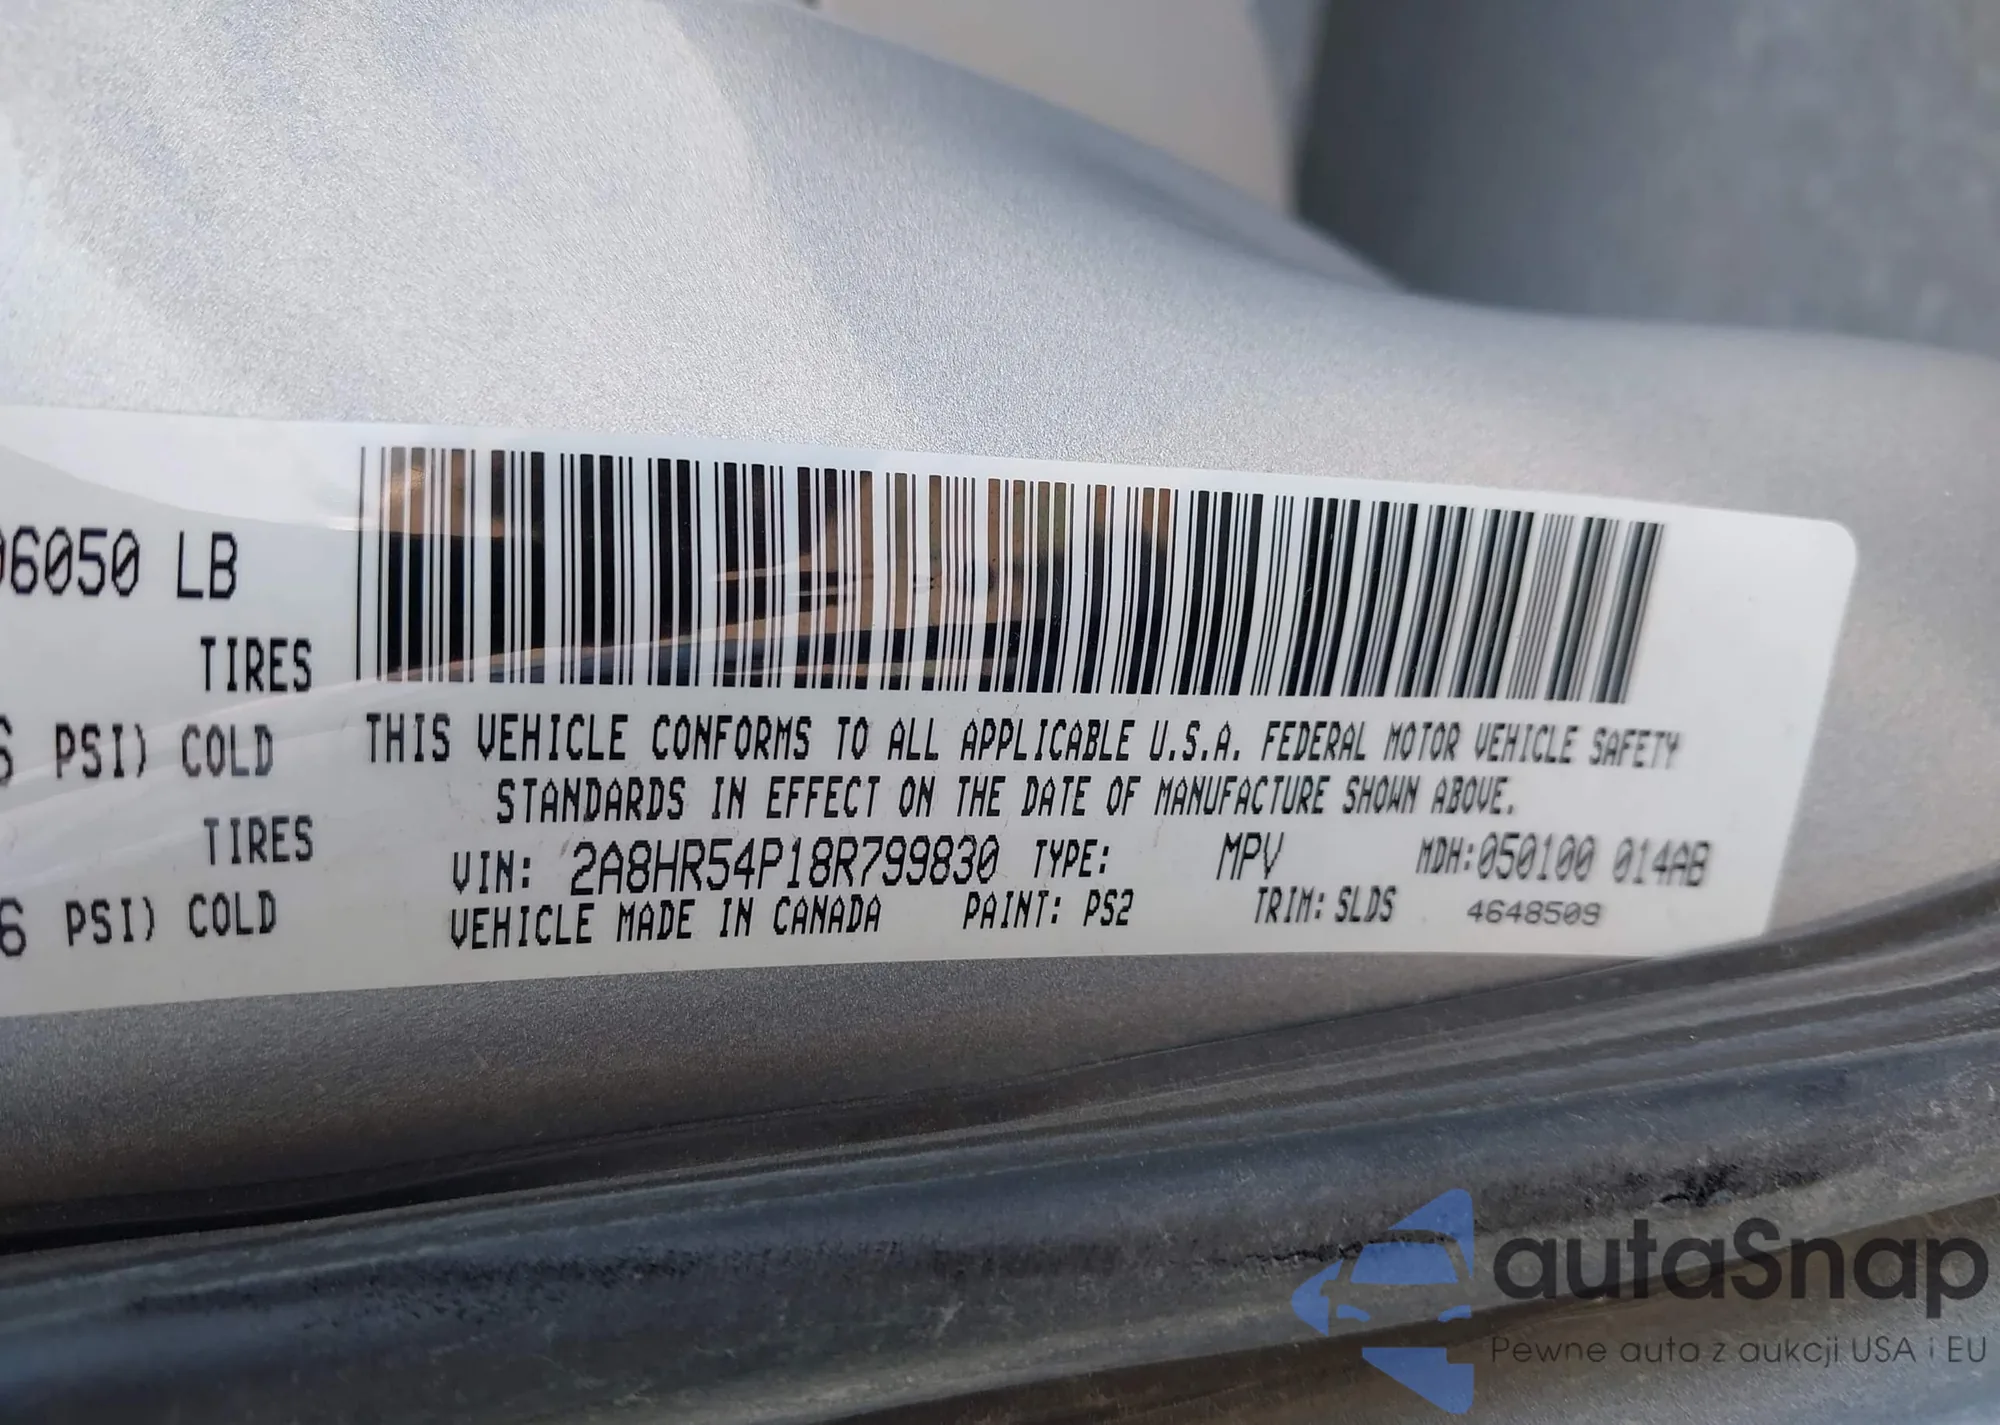 06050 LB
TIRES
6 PSI) COLD
TIRES
6 PSI) COLD
THIS VEHICLE CONFORMS TO ALL APPLICABLE U.S.A. FEDERAL MOTOR VEHICLE SAFETY
STANDARDS IN EFFECT ON THE DATE OF MANUFACTURE SHOWN ABOVE.
VIN: 2A8HR54P18R799830 TYPE: MPV MDH:050100 014AB
VEHICLE MADE IN CANADA PAINT: PS2 TRIM: SLDS 4648509
autaSnap
Pewne auta z aukcji USA i EU